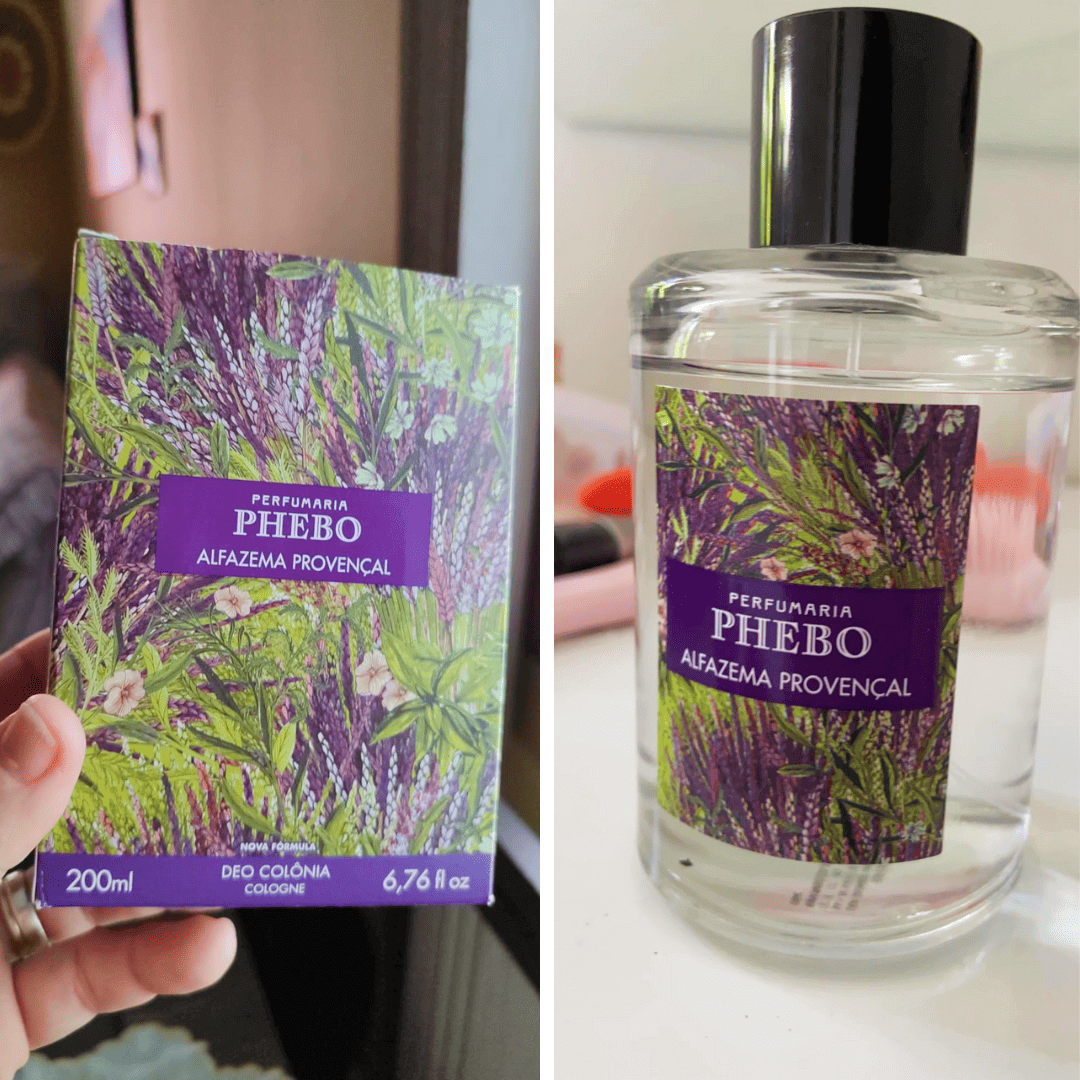 PERFUMARIA
PHEBO
ALFAZEMA PROVENÇAL
NOVA FÓRMULA
200ml
DEO COLÔNIA
COLOGNE
6,76 fl oz
PERFUMARIA
PHEBO
ALFAZEMA PROVENÇAL